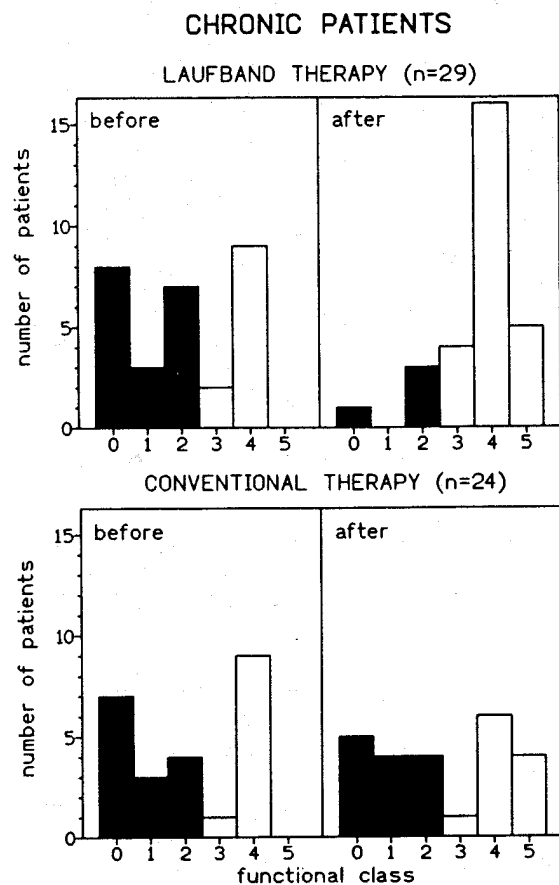 CHRONIC PATIENTS
LAUFBAND THERAPY (n=29)
before
after
number of patients
15
10
5
0
0 1 2 3 4 5
0 1 2 3 4 5
CONVENTIONAL THERAPY (n=24)
before
after
number of patients
15
10
5
0
0 1 2 3 4 5
0 1 2 3 4 5
functional class